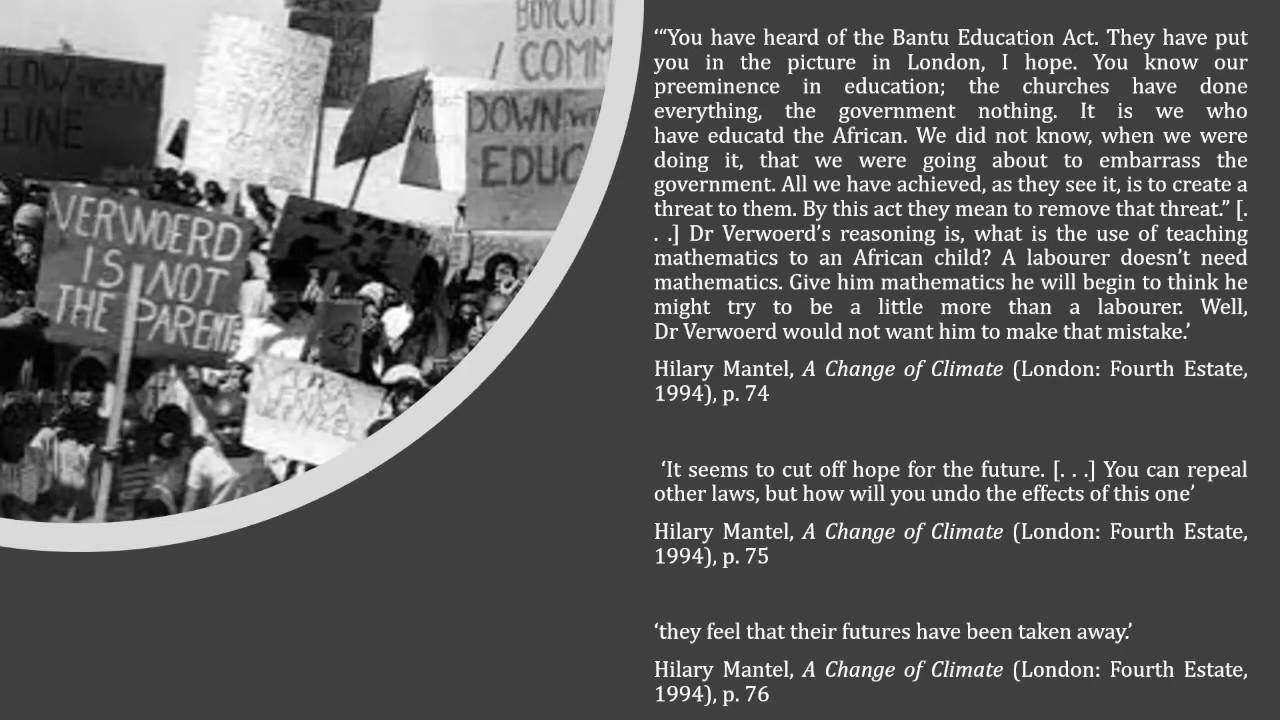 BOYCOTT
COMM
LINE
DOWN WITH
EDUC
VERWOERD
IS NOT
THE PARENT
‘“You have heard of the Bantu Education Act. They have put
you in the picture in London, I hope. You know our
preeminence in education; the churches have done
everything, the government nothing. It is we who
have educatd the African. We did not know, when we were
doing it, that we were going about to embarrass the
government. All we have achieved, as they see it, is to create a
threat to them. By this act they mean to remove that threat.” [.
. .] Dr Verwoerd’s reasoning is, what is the use of teaching
mathematics to an African child? A labourer doesn’t need
mathematics. Give him mathematics he will begin to think he
might try to be a little more than a labourer. Well,
Dr Verwoerd would not want him to make that mistake.’
Hilary Mantel, A Change of Climate (London: Fourth Estate,
1994), p. 74
‘It seems to cut off hope for the future. [. . .] You can repeal
other laws, but how will you undo the effects of this one’
Hilary Mantel, A Change of Climate (London: Fourth Estate,
1994), p. 75
‘they feel that their futures have been taken away.’
Hilary Mantel, A Change of Climate (London: Fourth Estate,
1994), p. 76